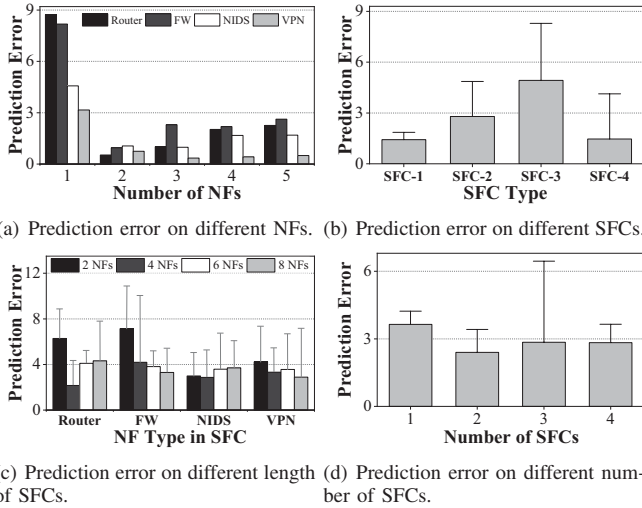 Router FW NIDS VPN
Prediction Error
9
6
3
0
1 2 3 4 5
Number of NFs
Prediction Error
9
6
3
0
SFC-1 SFC-2 SFC-3 SFC-4
SFC Type
a) Prediction error on different NFs.
(b) Prediction error on different SFCs.
2 NFs 4 NFs 6 NFs 8 NFs
Prediction Error
12
8
4
0
Router FW NIDS VPN
NF Type in SFC
Prediction Error
6
3
0
1 2 3 4
Number of SFCs
c) Prediction error on different length
of SFCs.
(d) Prediction error on different num-
ber of SFCs.